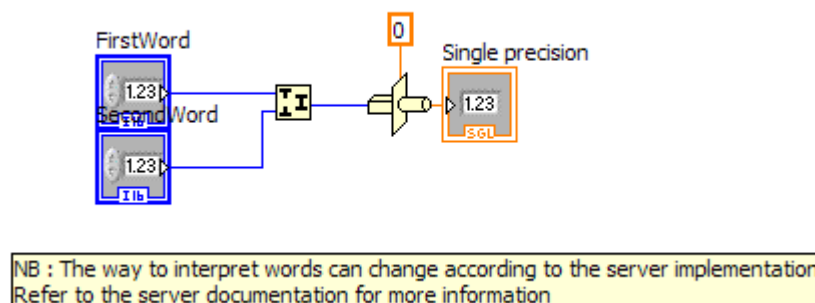 FirstWord
0
Single precision
1.23
1.23
SGL
SecondWord
I16
1.23
I16
NB : The way to interpret words can change according to the server implementation
Refer to the server documentation for more information